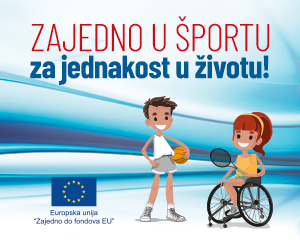 ZAJEDNO U ŠPORTU
za jednakost u životu!
Europska unija
"Zajedno do fondova EU"